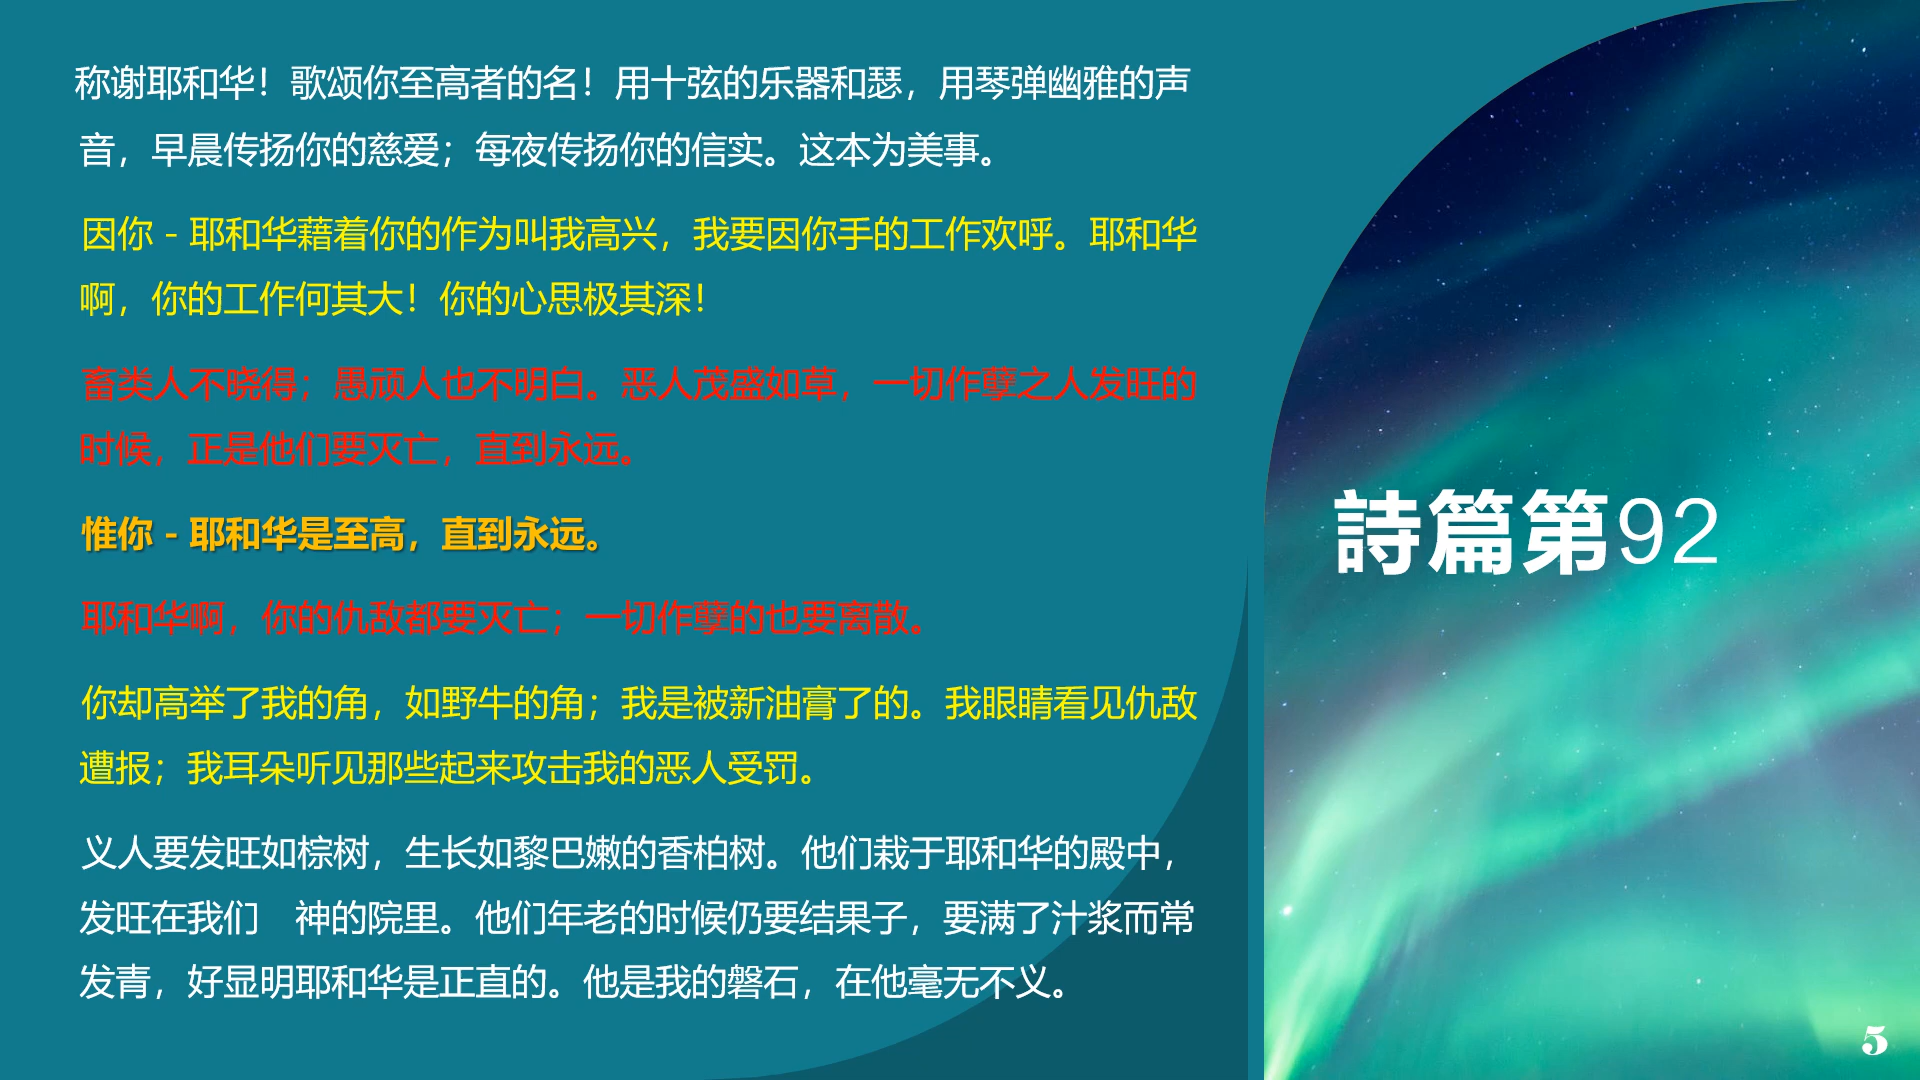 称谢耶和华！歌颂你至高者的名！用十弦的乐器和瑟，用琴弹幽雅的声
音，早晨传扬你的慈爱；每夜传扬你的信实。这本为美事。
因你 - 耶和华藉着你的作为叫我高兴，我要因你手的工作欢呼。耶和华
啊，你的工作何其大！你的心思极其深！
畜类人不晓得；愚顽人也不明白。恶人茂盛如草，一切作孽之人发旺的
时候，正是他们要灭亡，直到永远。
惟你 - 耶和华是至高，直到永远。
耶和华啊，你的仇敌都要灭亡；一切作孽的也要离散。
你却高举了我的角，如野牛的角；我是被新油膏了的。我眼睛看见仇敌
遭报；我耳朵听见那些起来攻击我的恶人受罚。
义人要发旺如棕树，生长如黎巴嫩的香柏树。他们栽于耶和华的殿中，
发旺在我们　神的院里。他们年老的时候仍要结果子，要满了汁浆而常
发青，好显明耶和华是正直的。他是我的磐石，在他毫无不义。
詩篇第92
5